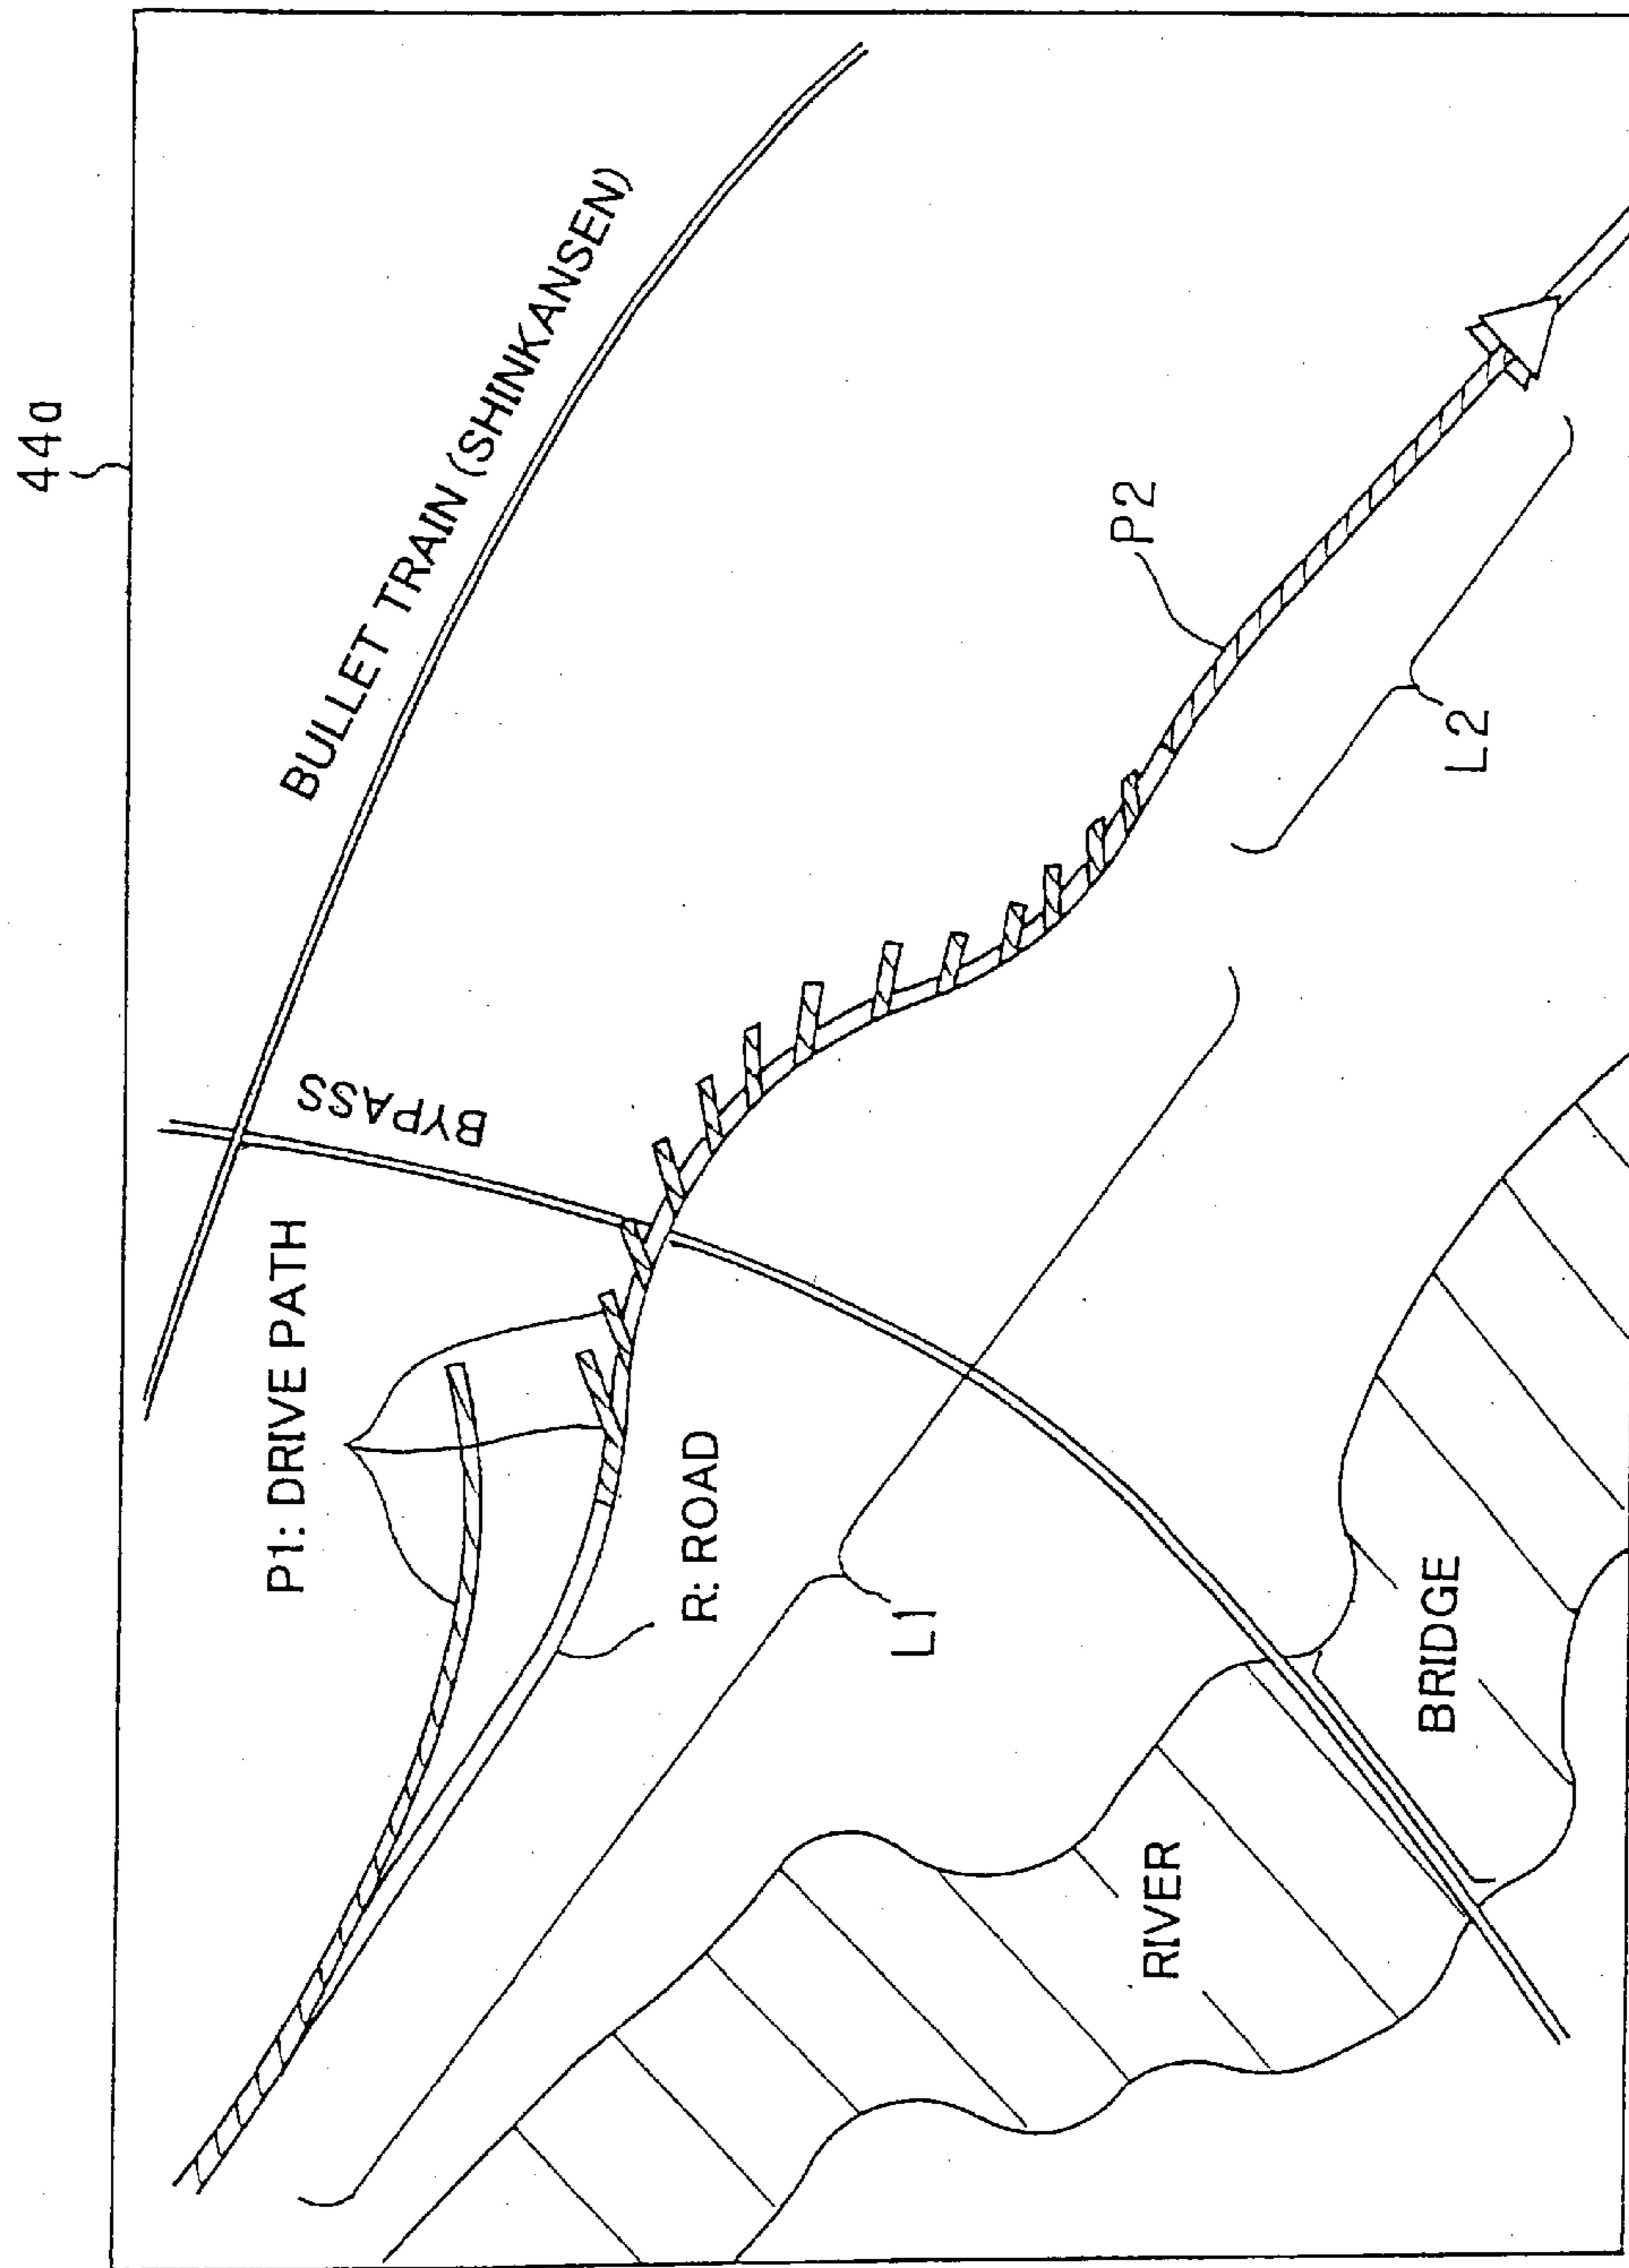 44a
BULLET TRAIN (SHINKANSEN)
BYPASS
P1: DRIVE PATH
P2
R: ROAD
L1
L2
RIVER
BRIDGE